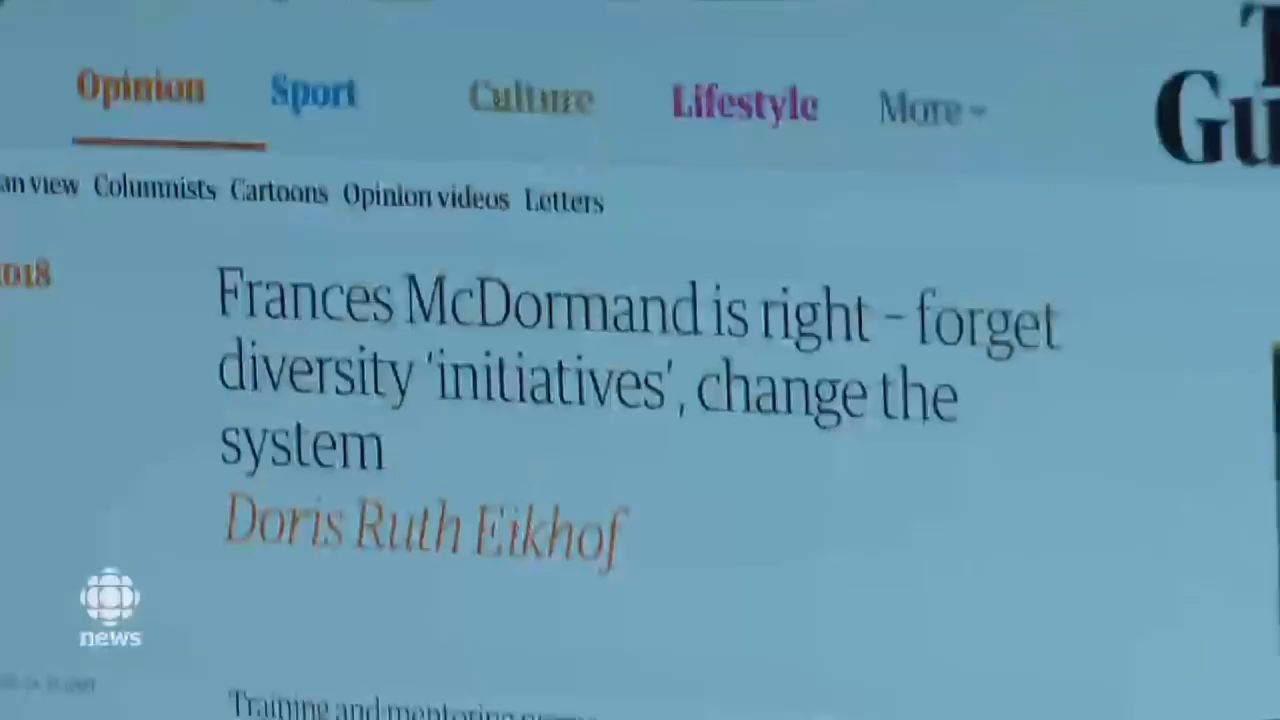 Opinion Sport Culture Lifestyle More
Gu
an view Columnists Cartoons Opinion videos Letters
018
Frances McDormand is right – forget
diversity 'initiatives', change the
system
Doris Ruth Eikhof
news
Training and mentoring